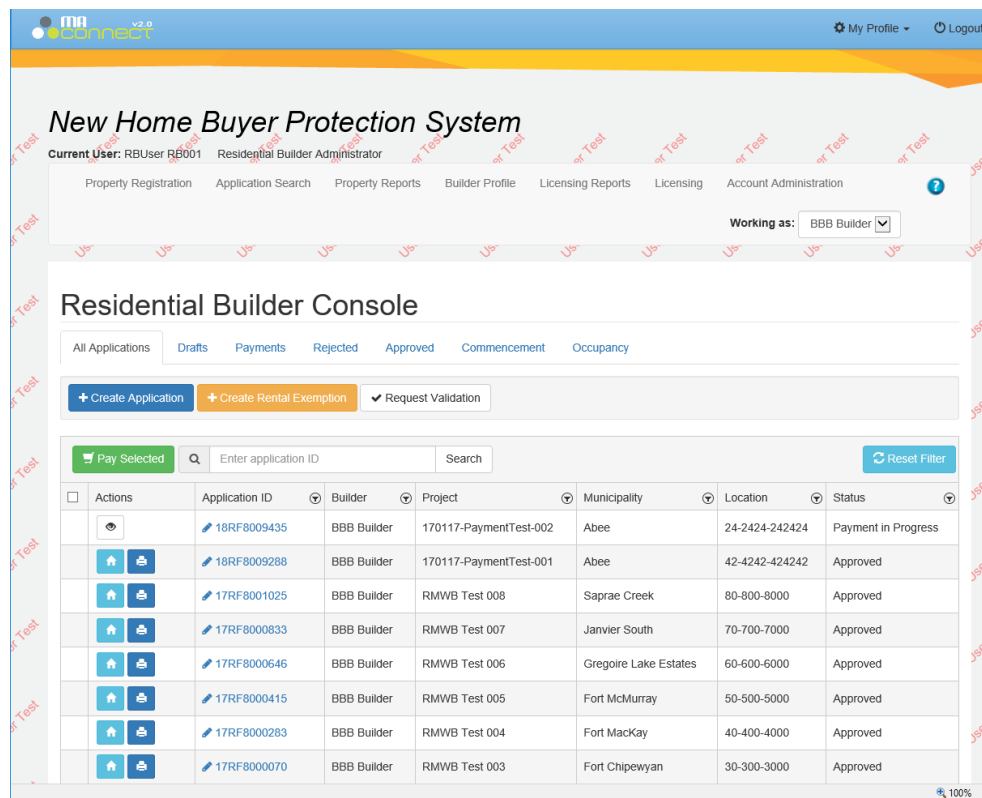 MA v2.0
connect
My Profile Logout
New Home Buyer Protection System
Current User: RBUser RB001 Residential Builder Administrator
Property Registration Application Search Property Reports Builder Profile Licensing Reports Licensing Account Administration ?
Working as: BBB Builder
Residential Builder Console
All Applications Drafts Payments Rejected Approved Commencement Occupancy
+ Create Application + Create Rental Exemption Request Validation
Pay Selected Enter application ID Search Reset Filter
Actions Application ID Builder Project Municipality Location Status
18RF8009435 BBB Builder 170117-PaymentTest-002 Abee 24-2424-242424 Payment in Progress
18RF8009288 BBB Builder 170117-PaymentTest-001 Abee 42-4242-424242 Approved
17RF8001025 BBB Builder RMWB Test 008 Saprae Creek 80-800-8000 Approved
17RF8000833 BBB Builder RMWB Test 007 Janvier South 70-700-7000 Approved
17RF8000646 BBB Builder RMWB Test 006 Gregoire Lake Estates 60-600-6000 Approved
17RF8000415 BBB Builder RMWB Test 005 Fort McMurray 50-500-5000 Approved
17RF8000283 BBB Builder RMWB Test 004 Fort MacKay 40-400-4000 Approved
17RF8000070 BBB Builder RMWB Test 003 Fort Chipewyan 30-300-3000 Approved
100%